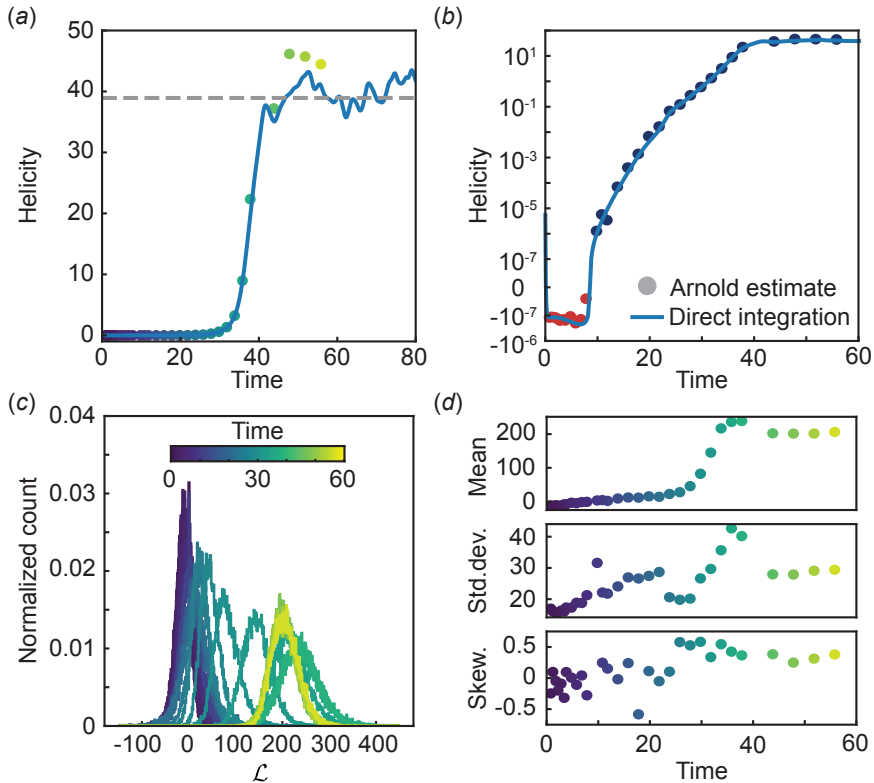 (a)
50
40
30
20
10
0
Helicity
0 20 40 60 80
Time
(b)
10^1
10^-1
10^-5
10^-7
0
-10^-7
-10^-6
Helicity
Arnold estimate
Direct integration
0 20 40 60
Time
(c)
0.04
0.03
0.02
0.01
0
Normalized count
Time
0 30 60
-100 0 100 200 300 400
ℒ
(d)
200
100
0
Mean
40
30
20
Std.dev.
0.5
0
-0.5
Skew.
0 10 20 30 40 50 60
Time